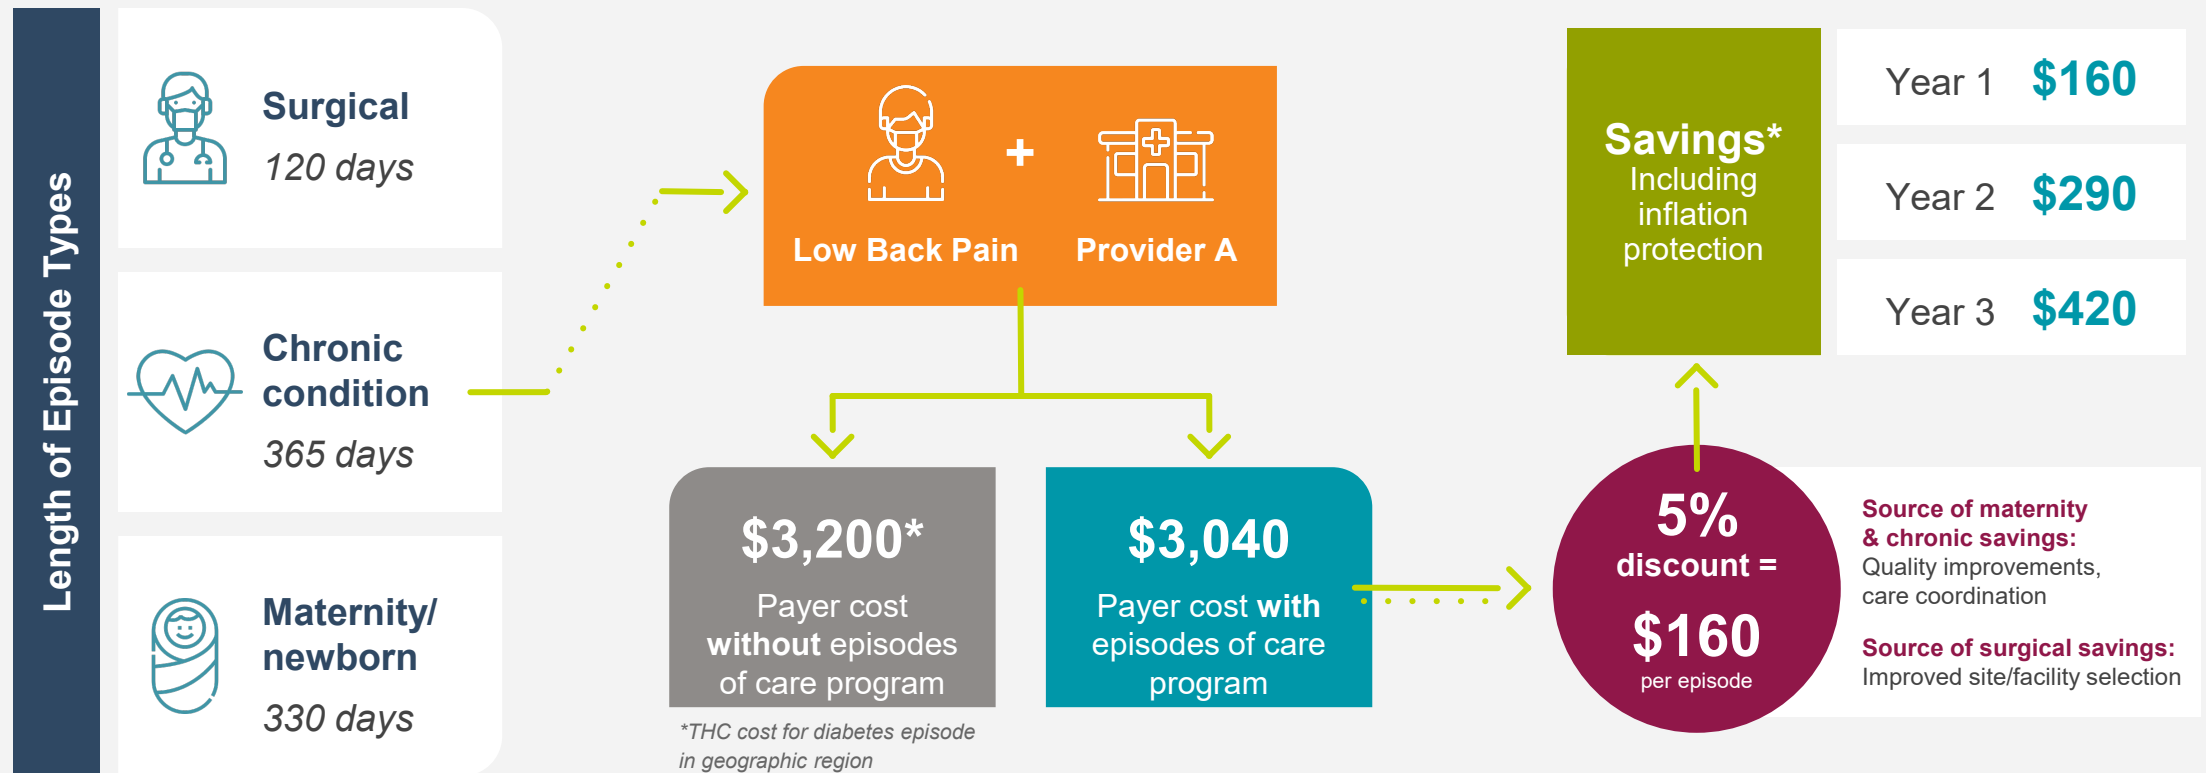 Length of Episode Types
Surgical
120 days
Chronic
condition
365 days
Maternity/
newborn
330 days
+
Low Back Pain
Provider A
$3,200*
Payer cost
without episodes
of care program
*THC cost for diabetes episode
in geographic region
$3,040
Payer cost with
episodes of care
program
5%
discount =
$160
per episode
Source of maternity
& chronic savings:
Quality improvements,
care coordination
Source of surgical savings:
Improved site/facility selection
Savings*
Including
inflation
protection
Year 1 $160
Year 2 $290
Year 3 $420